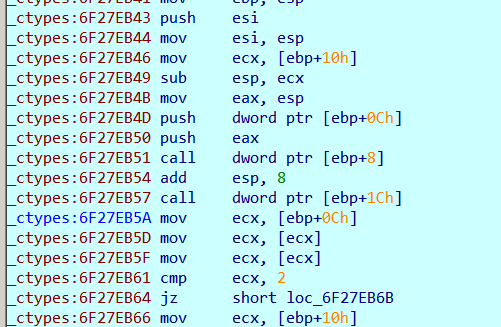 _ctypes:6F27EB41 mov ebp, esp
_ctypes:6F27EB43 push esi
_ctypes:6F27EB44 mov esi, esp
_ctypes:6F27EB46 mov ecx, [ebp+10h]
_ctypes:6F27EB49 sub esp, ecx
_ctypes:6F27EB4B mov eax, esp
_ctypes:6F27EB4D push dword ptr [ebp+0Ch]
_ctypes:6F27EB50 push eax
_ctypes:6F27EB51 call dword ptr [ebp+8]
_ctypes:6F27EB54 add esp, 8
_ctypes:6F27EB57 call dword ptr [ebp+1Ch]
_ctypes:6F27EB5A mov ecx, [ebp+0Ch]
_ctypes:6F27EB5D mov ecx, [ecx]
_ctypes:6F27EB5F mov ecx, [ecx]
_ctypes:6F27EB61 cmp ecx, 2
_ctypes:6F27EB64 jz short loc_6F27EB6B
_ctypes:6F27EB66 mov ecx, [ebp+10h]